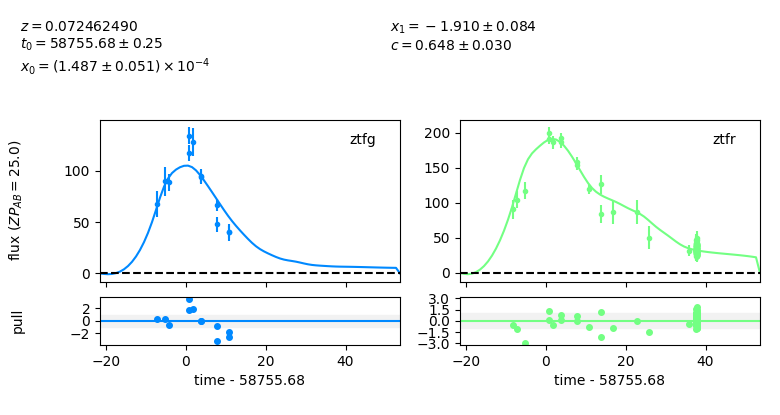 z = 0.072462490
t₀ = 58755.68 ± 0.25
x₀ = (1.487 ± 0.051) × 10⁻⁴
x₁ = −1.910 ± 0.084
c = 0.648 ± 0.030
flux (ZP_AB = 25.0)
100
50
0
ztfg
200
150
100
50
0
ztfr
pull
2
0
−2
−20
0
20
40
time - 58755.68
3.0
1.5
0.0
−1.5
−3.0
−20
0
20
40
time - 58755.68